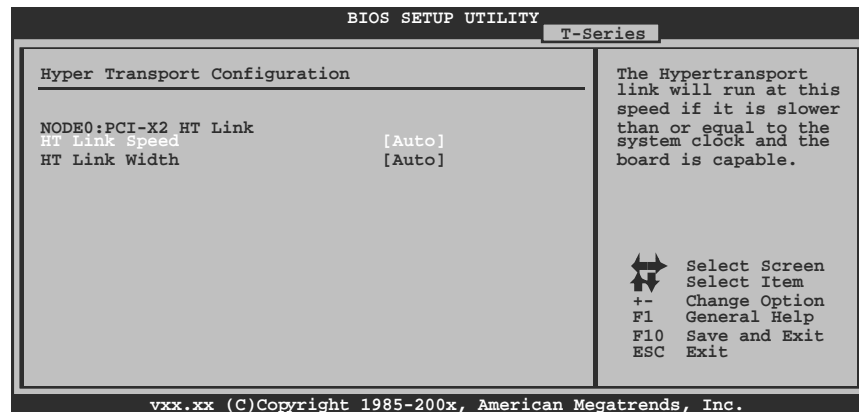 BIOS SETUP UTILITY
T-Series
Hyper Transport Configuration
NODE0:PCI-X2 HT Link
HT Link Speed [Auto]
HT Link Width [Auto]
The Hypertransport
link will run at this
speed if it is slower
than or equal to the
system clock and the
board is capable.
Select Screen
Select Item
+- Change Option
F1 General Help
F10 Save and Exit
ESC Exit
vxx.xx (C)Copyright 1985-200x, American Megatrends, Inc.